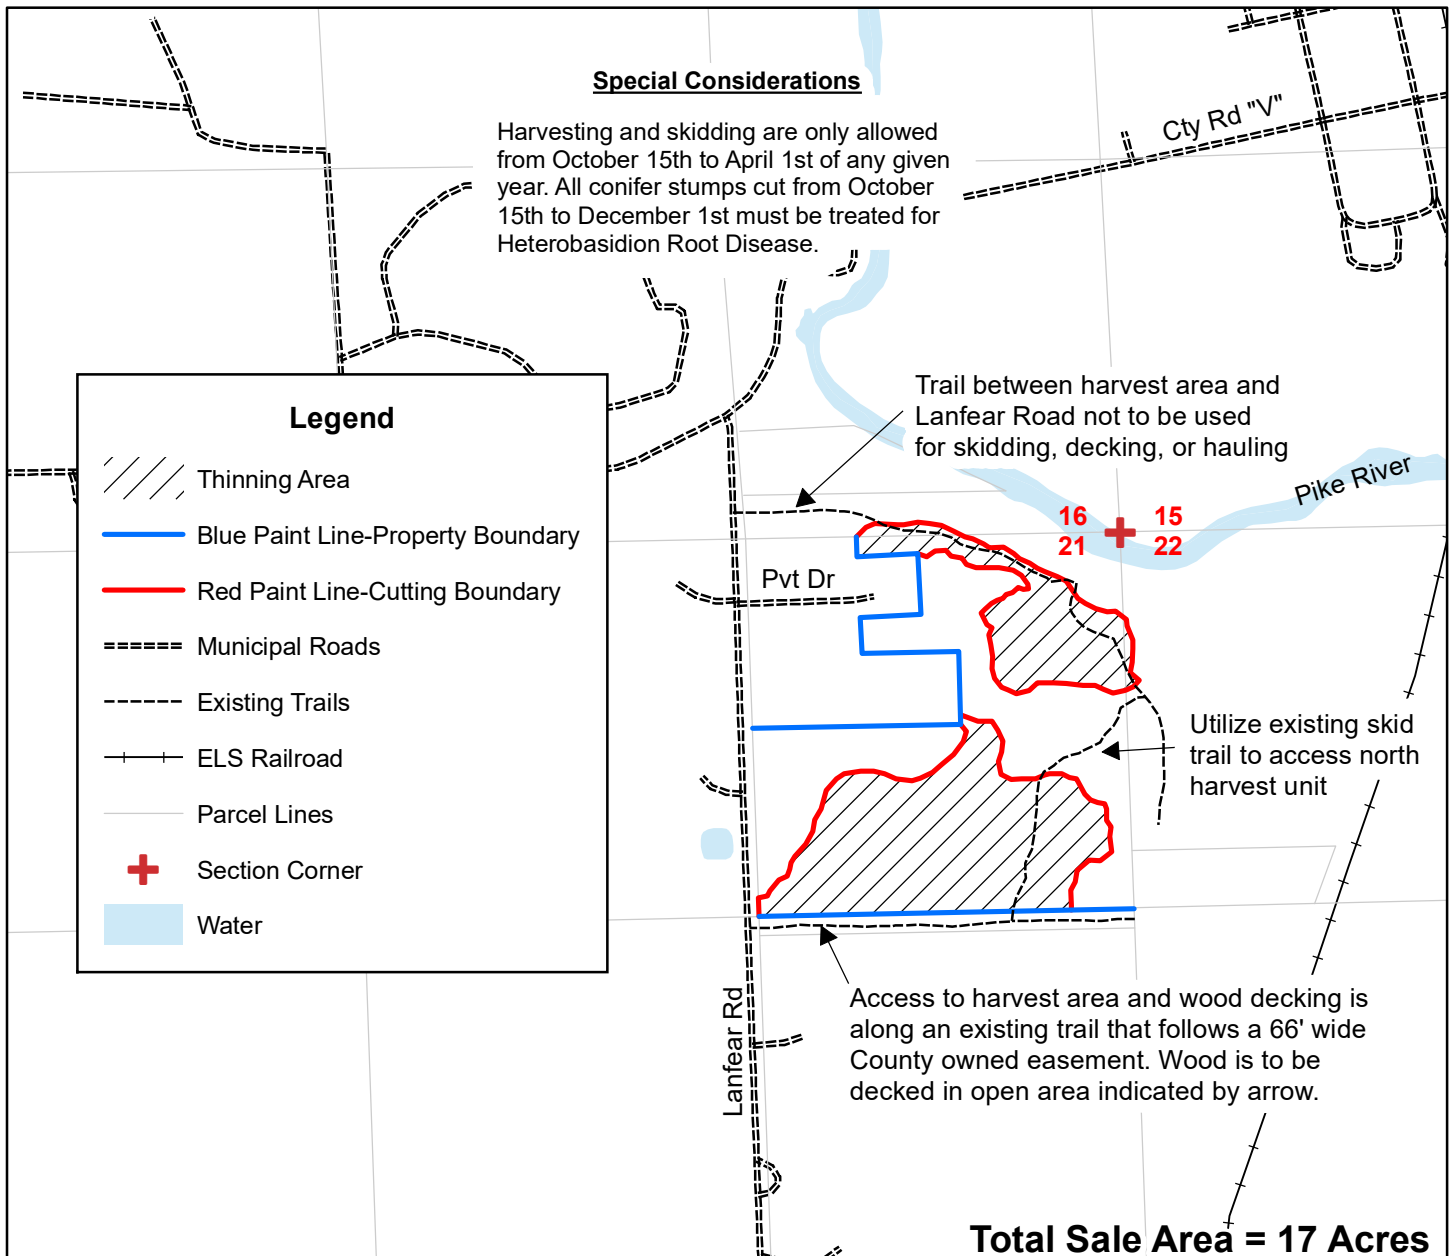 Special Considerations
Harvesting and skidding are only allowed
from October 15th to April 1st of any given
year. All conifer stumps cut from October
15th to December 1st must be treated for
Heterobasidion Root Disease.
Cty Rd "V"
Trail between harvest area and
Lanfear Road not to be used
for skidding, decking, or hauling
Pike River
16 15
21 22
Pvt Dr
Legend
Thinning Area
Blue Paint Line-Property Boundary
Red Paint Line-Cutting Boundary
Municipal Roads
Existing Trails
ELS Railroad
Parcel Lines
Section Corner
Water
Utilize existing skid
trail to access north
harvest unit
Lanfear Rd
Access to harvest area and wood decking is
along an existing trail that follows a 66' wide
County owned easement. Wood is to be
decked in open area indicated by arrow.
Total Sale Area = 17 Acres